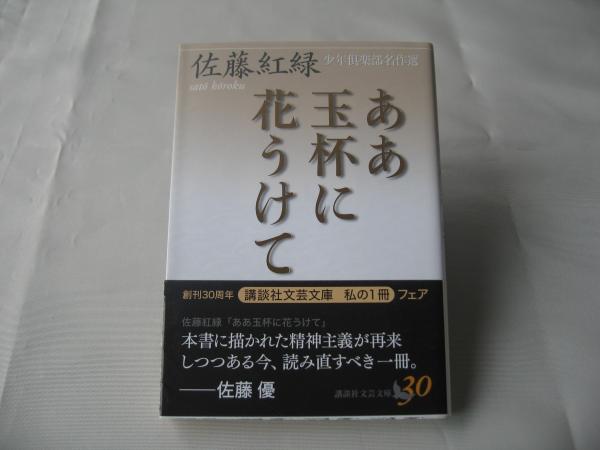 佐藤紅緑
satō kōroku
少年倶楽部名作選
ああ
玉杯に
花うけて
創刊30周年 講談社文芸文庫 私の1冊 フェア
佐藤紅緑「ああ玉杯に花うけて」
本書に描かれた精神主義が再来
しつつある今、読み直すべき一冊。
──佐藤 優
講談社文芸文庫 30